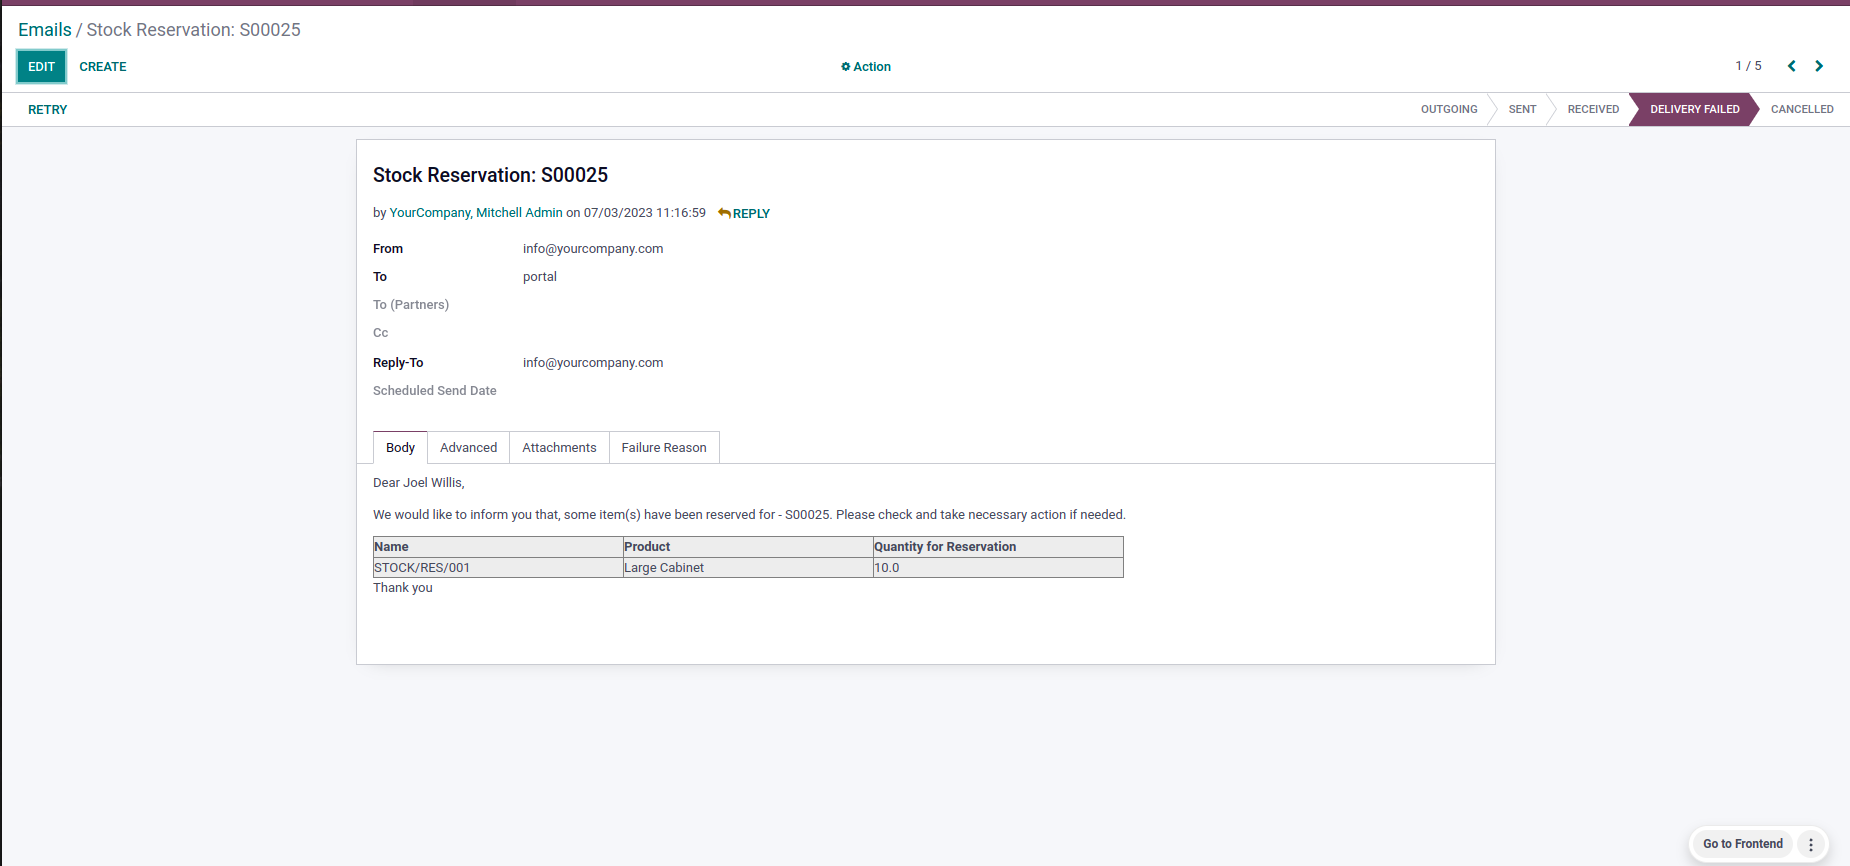 Emails / Stock Reservation: S00025
EDIT CREATE Action 1 / 5
RETRY OUTGOING SENT RECEIVED DELIVERY FAILED CANCELLED
Stock Reservation: S00025
by YourCompany, Mitchell Admin on 07/03/2023 11:16:59 REPLY
From info@yourcompany.com
To portal
To (Partners)
Cc
Reply-To info@yourcompany.com
Scheduled Send Date
Body Advanced Attachments Failure Reason
Dear Joel Willis,
We would like to inform you that, some item(s) have been reserved for - S00025. Please check and take necessary action if needed.
Name Product Quantity for Reservation
STOCK/RES/001 Large Cabinet 10.0
Thank you
Go to Frontend